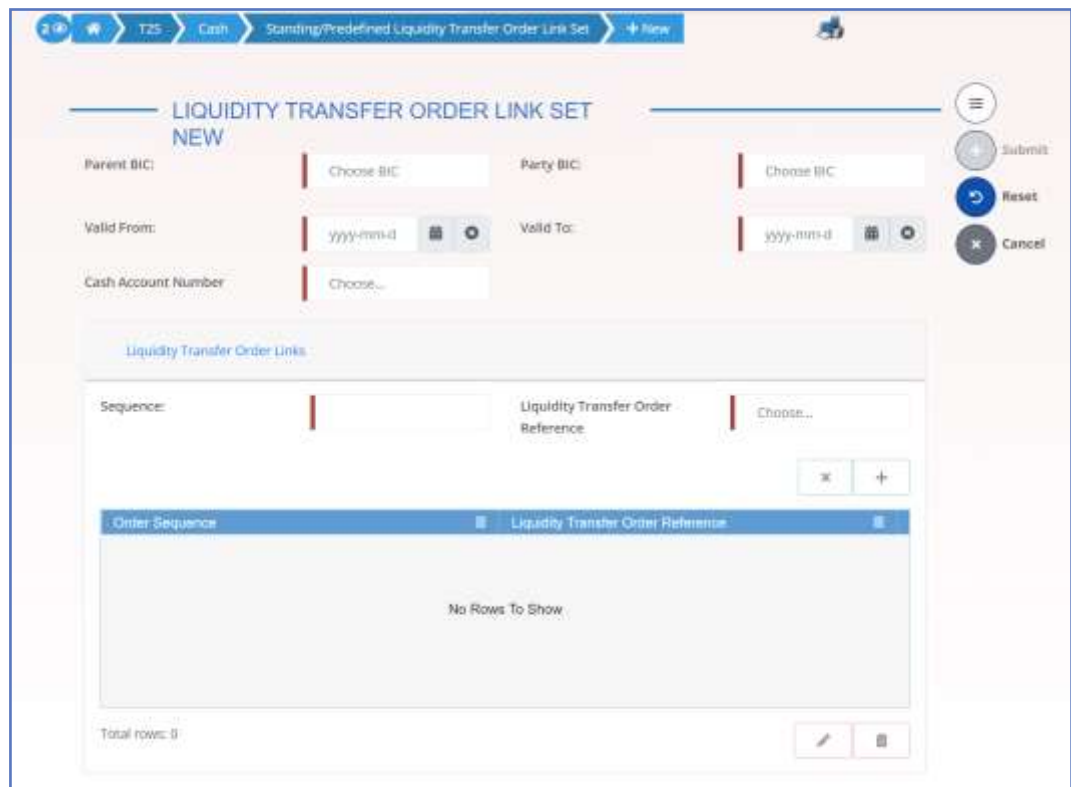 2
T2S
Cash
Standing/Predefined Liquidity Transfer Order Link Set
+ New
LIQUIDITY TRANSFER ORDER LINK SET
NEW
Submit
Parent BIC:
Choose BIC
Party BIC:
Choose BIC
Reset
Valid From:
yyyy-mm-d
Valid To:
yyyy-mm-d
Cancel
Cash Account Number
Choose...
Liquidity Transfer Order Links
Sequence:
Liquidity Transfer Order
Reference
Choose...
Order Sequence
Liquidity Transfer Order Reference
No Rows To Show
Total rows: 0